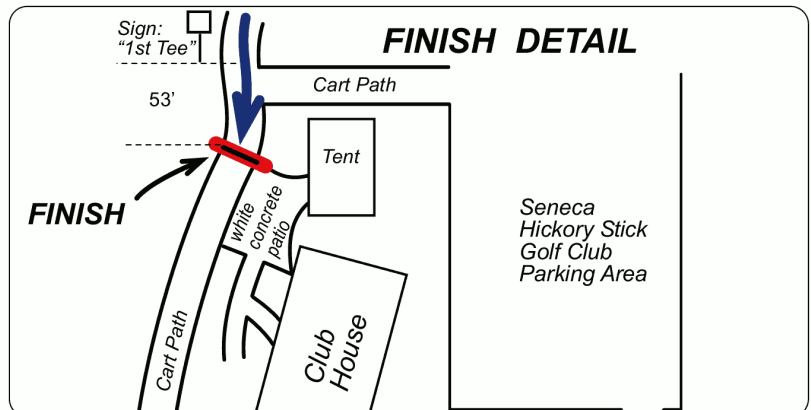 FINISH DETAIL
Sign:
“1st Tee”
Cart Path
53’
Tent
FINISH
white
concrete
patio
Seneca
Hickory Stick
Golf Club
Parking Area
Cart Path
Club
House